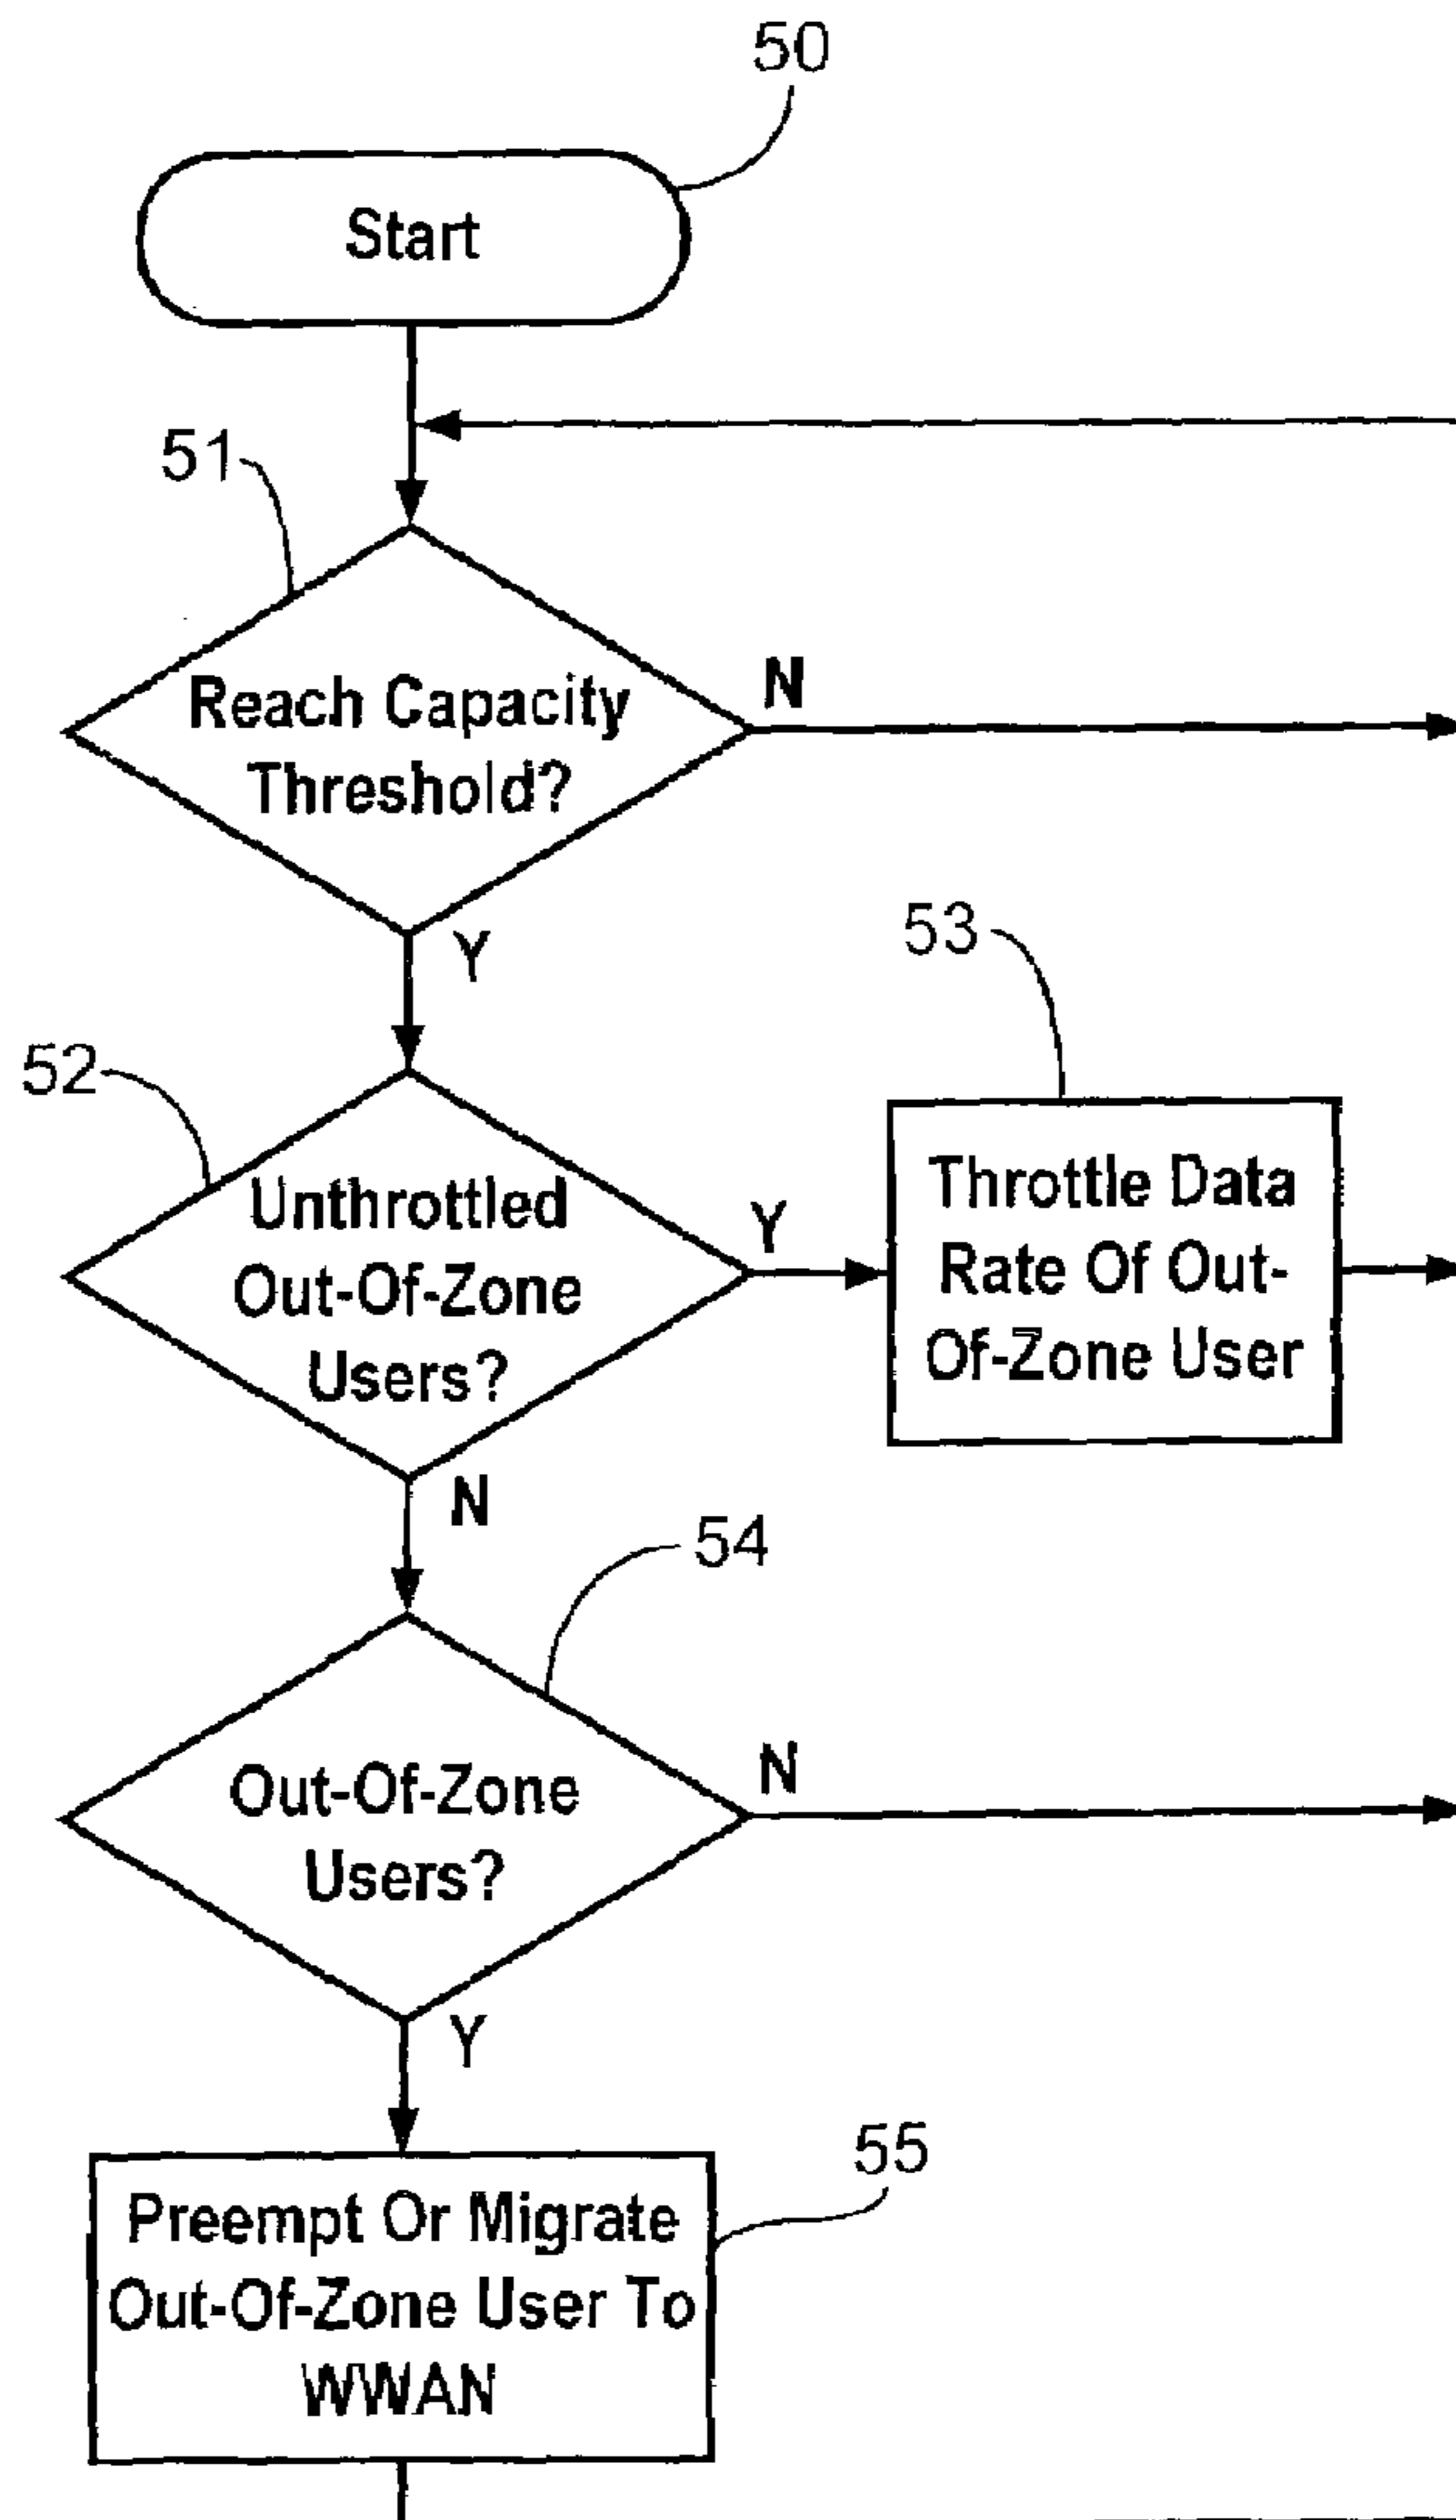 50
Start
51
Reach Capacity
Threshold?
N
Y
52
Unthrottled
Out-Of-Zone
Users?
Y
53
Throttle Data
Rate Of Out-
Of-Zone User
N
54
Out-Of-Zone
Users?
N
Y
55
Preempt Or Migrate
Out-Of-Zone User To
WWAN